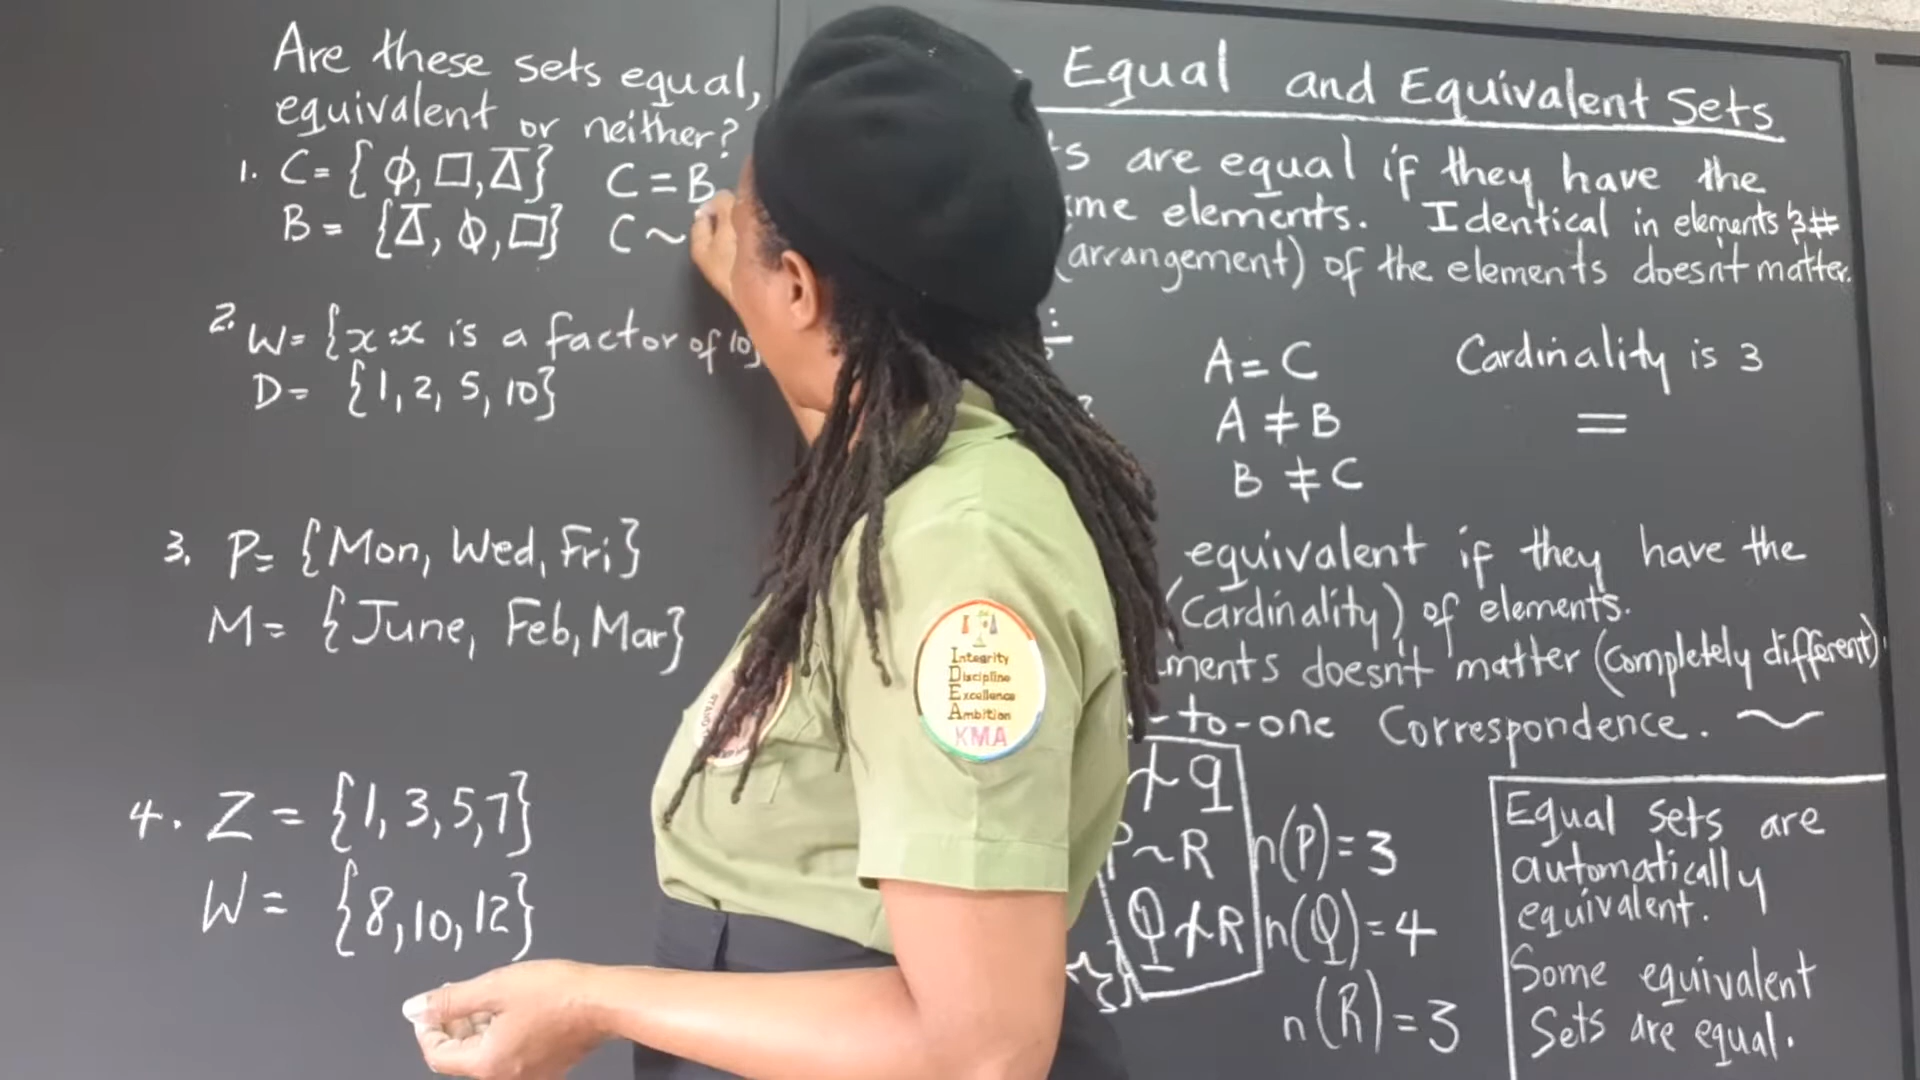 Are these sets equal,
equivalent or neither?
1. C = { ϕ, □, Δ̅ } C = B
B = { Δ̅, ϕ, □ } C ~
2. W = { x : x is a factor of 10}
D = {1, 2, 5, 10}
3. P = {Mon, Wed, Fri}
M = {June, Feb, Mar}
4. Z = {1, 3, 5, 7}
W = {8, 10, 12}
Equal and Equivalent Sets
are equal if they have the
elements. Identical in elements & #
(arrangement) of the elements doesn't matter.
A = C Cardinality is 3
A ≠ B =
B ≠ C
equivalent if they have the
(Cardinality) of elements.
doesn't matter (completely different)
-to-one Correspondence. ~
≁ q
P ~ R n(P) = 3
Q ≁ R n(Q) = 4
n(R) = 3
Equal sets are
automatically
equivalent.
Some equivalent
Sets are equal.
Integrity
Discipline
Excellence
Ambition
KMA